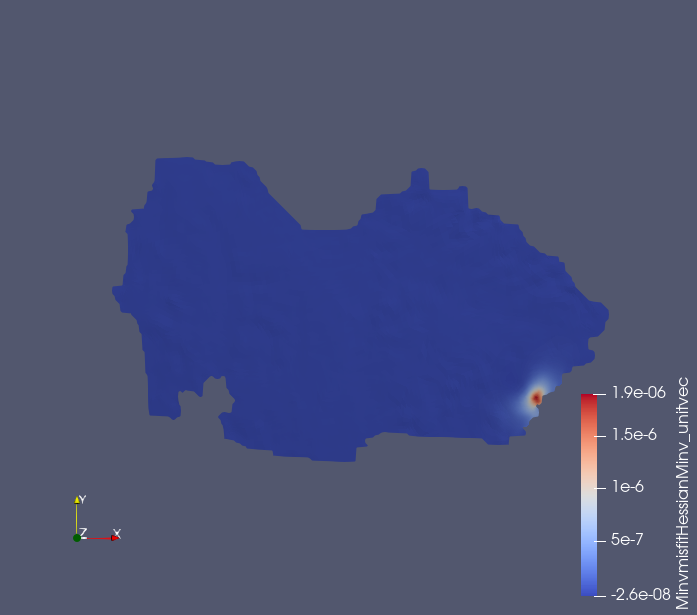 1.9e-06
1.5e-6
1e-6
5e-7
-2.6e-08
MinvmisfitHessianMinv_unitvec
Y
Z
X